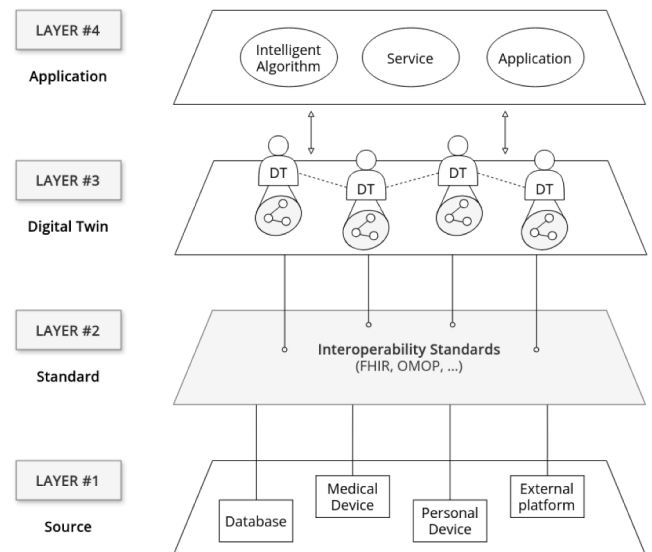 LAYER #4
Application
Intelligent
Algorithm
Service
Application
LAYER #3
Digital Twin
DT
DT
DT
DT
LAYER #2
Standard
Interoperability Standards
(FHIR, OMOP, ...)
LAYER #1
Source
Database
Medical
Device
Personal
Device
External
platform